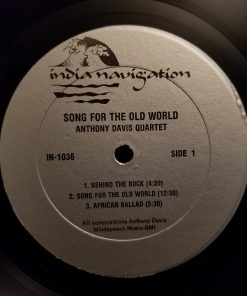 india navigation
SONG FOR THE OLD WORLD
ANTHONY DAVIS QUARTET
IN-1036 SIDE 1
1. BEHIND THE ROCK (4:20)
2. SONG FOR THE OLD WORLD (12:30)
3. AFRICAN BALLAD (5:30)
All compositions Anthony Davis
Mindspeech Music-BMI